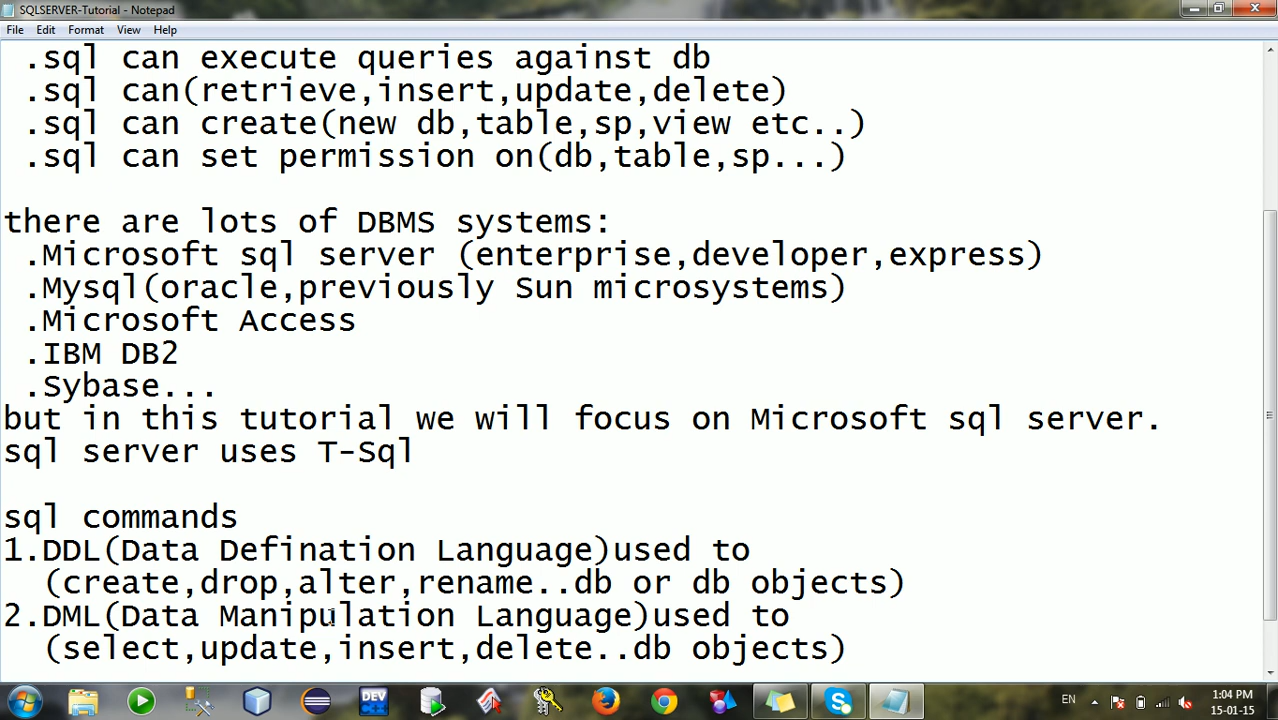 SQLSERVER-Tutorial - Notepad
File Edit Format View Help
.sql can execute queries against db
.sql can(retrieve,insert,update,delete)
.sql can create(new db,table,sp,view etc..)
.sql can set permission on(db,table,sp...)
there are lots of DBMS systems:
.Microsoft sql server (enterprise,developer,express)
.Mysql(oracle,previously Sun microsystems)
.Microsoft Access
.IBM DB2
.Sybase...
but in this tutorial we will focus on Microsoft sql server.
sql server uses T-Sql
sql commands
1.DDL(Data Defination Language)used to
(create,drop,alter,rename..db or db objects)
2.DML(Data Manipulation Language)used to
(select,update,insert,delete..db objects)
DEV
EN
1:04 PM
15-01-15